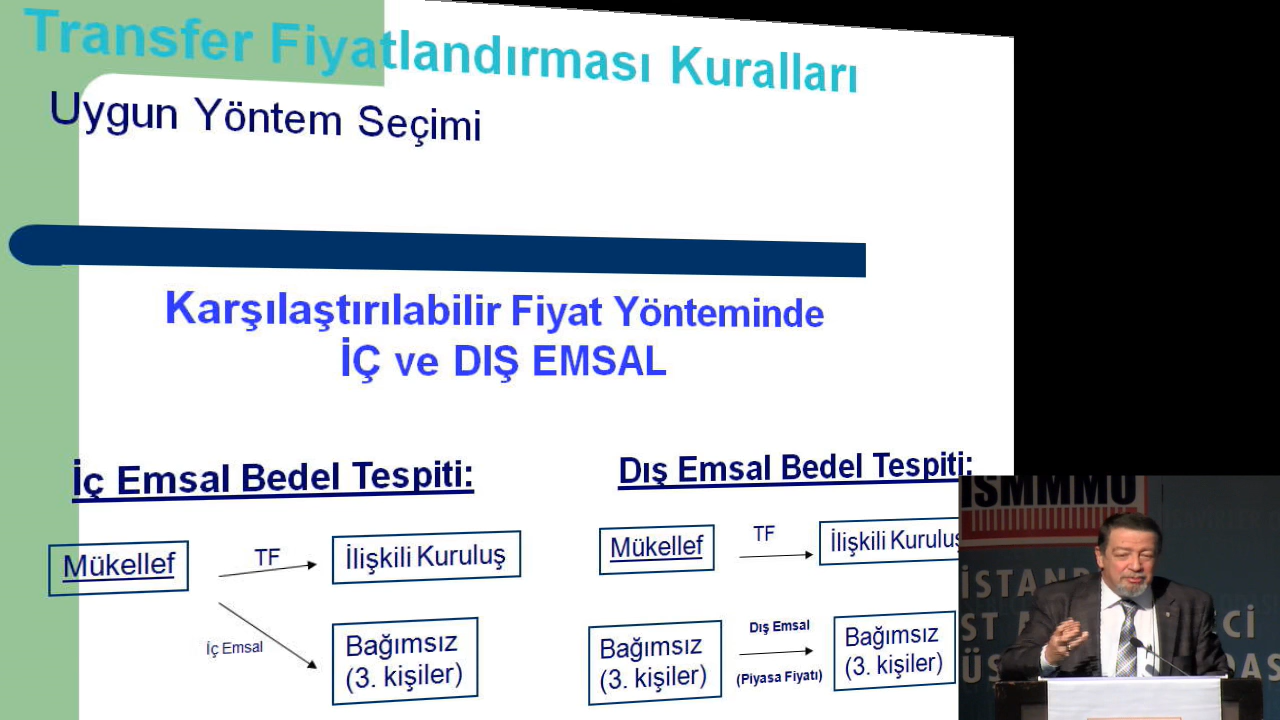 Transfer Fiyatlandırması Kuralları
Uygun Yöntem Seçimi
Karşılaştırılabilir Fiyat Yönteminde
İÇ ve DIŞ EMSAL
İç Emsal Bedel Tespiti:
Mükellef
TF
İlişkili Kuruluş
İç Emsal
Bağımsız
(3. kişiler)
Dış Emsal Bedel Tespiti:
Mükellef
TF
İlişkili Kuruluş
Bağımsız
(3. kişiler)
Dış Emsal
(Piyasa Fiyatı)
Bağımsız
(3. kişiler)
İSMMMO